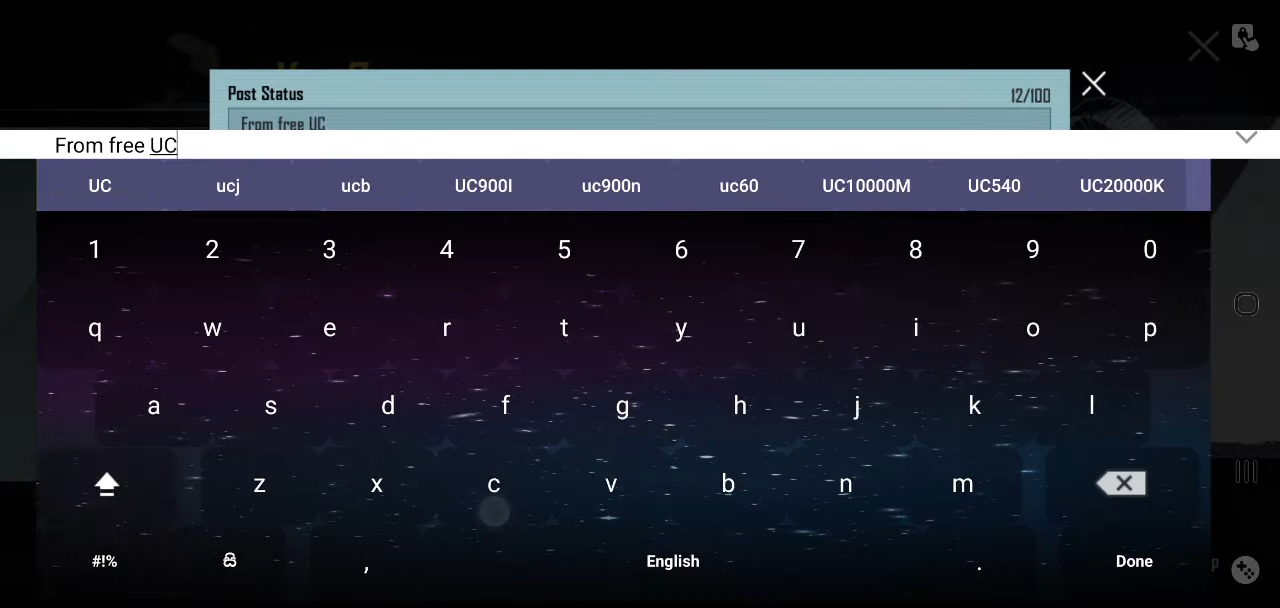 Post Status
12/100
From free UC
From free UC
UC ucj ucb UC900I uc900n uc60 UC10000M UC540 UC20000K
1 2 3 4 5 6 7 8 9 0
q w e r t y u i o p
a s d f g h j k l
z x c v b n m
#!% සි , English . Done